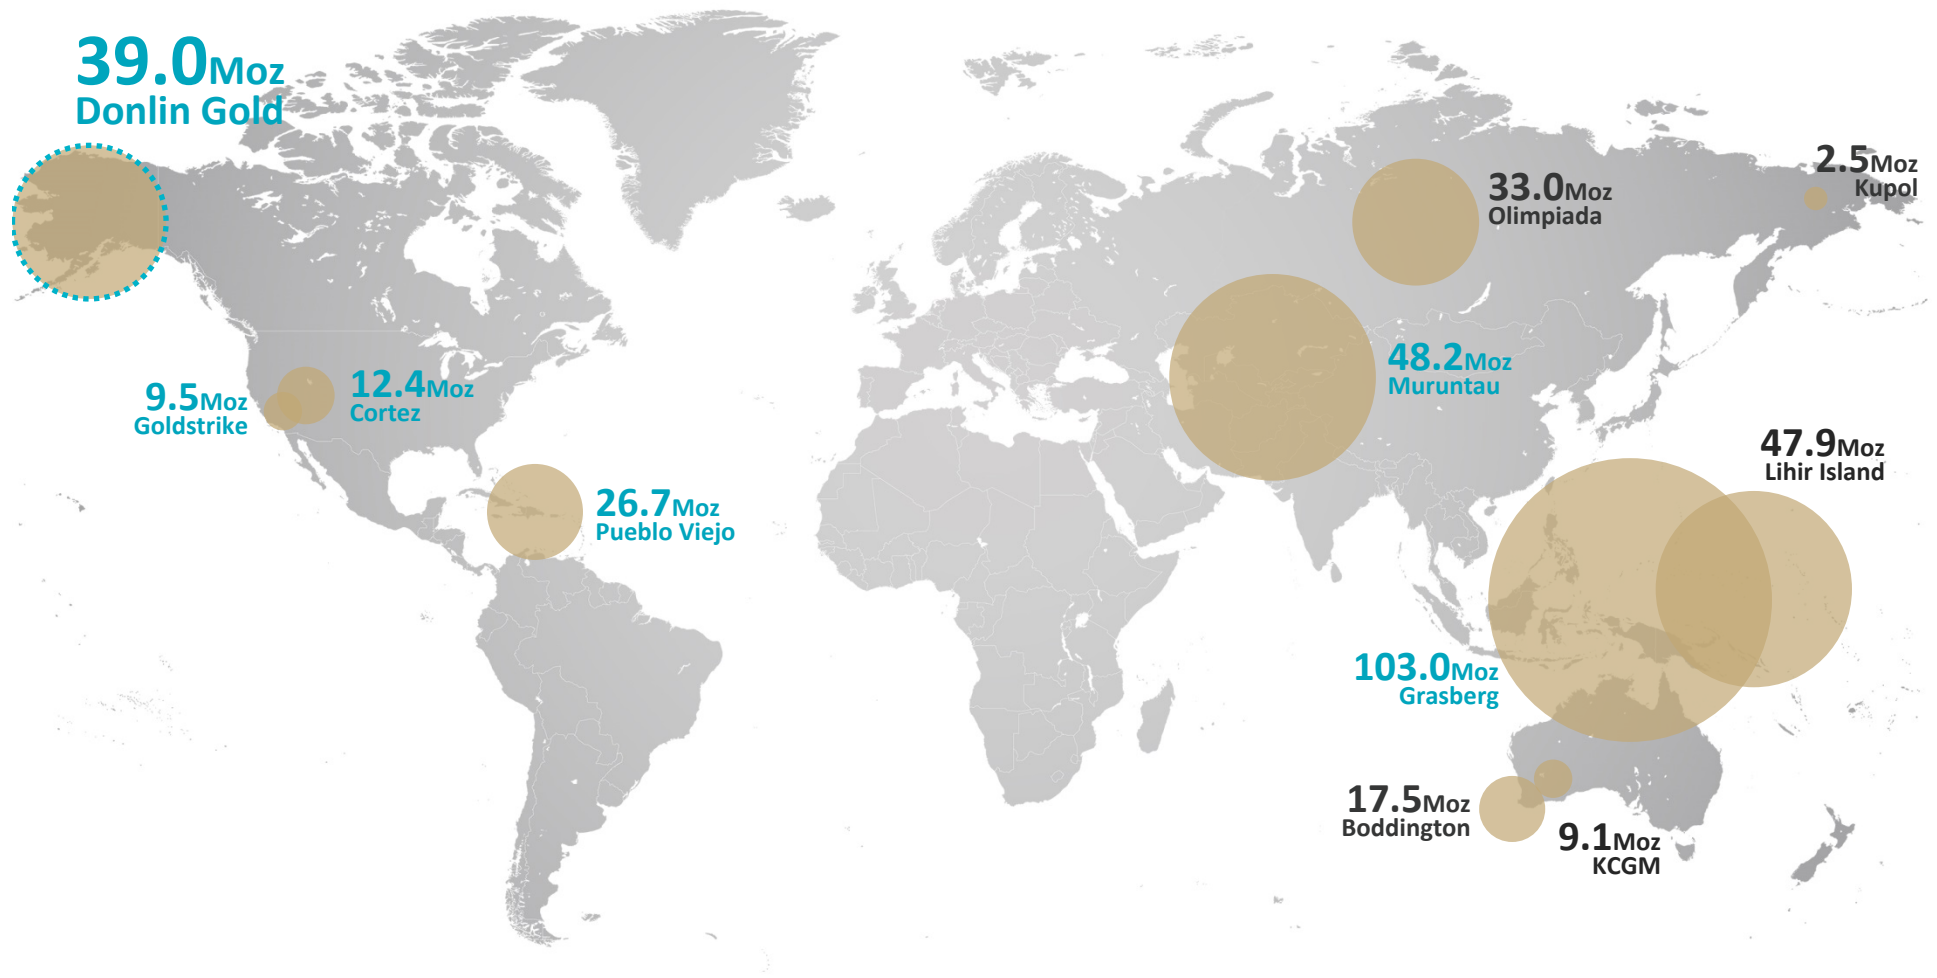 39.0Moz
Donlin Gold
2.5Moz
Kupol
33.0Moz
Olimpiada
48.2Moz
Muruntau
9.5Moz
Goldstrike
12.4Moz
Cortez
47.9Moz
Lihir Island
26.7Moz
Pueblo Viejo
103.0Moz
Grasberg
17.5Moz
Boddington
9.1Moz
KCGM